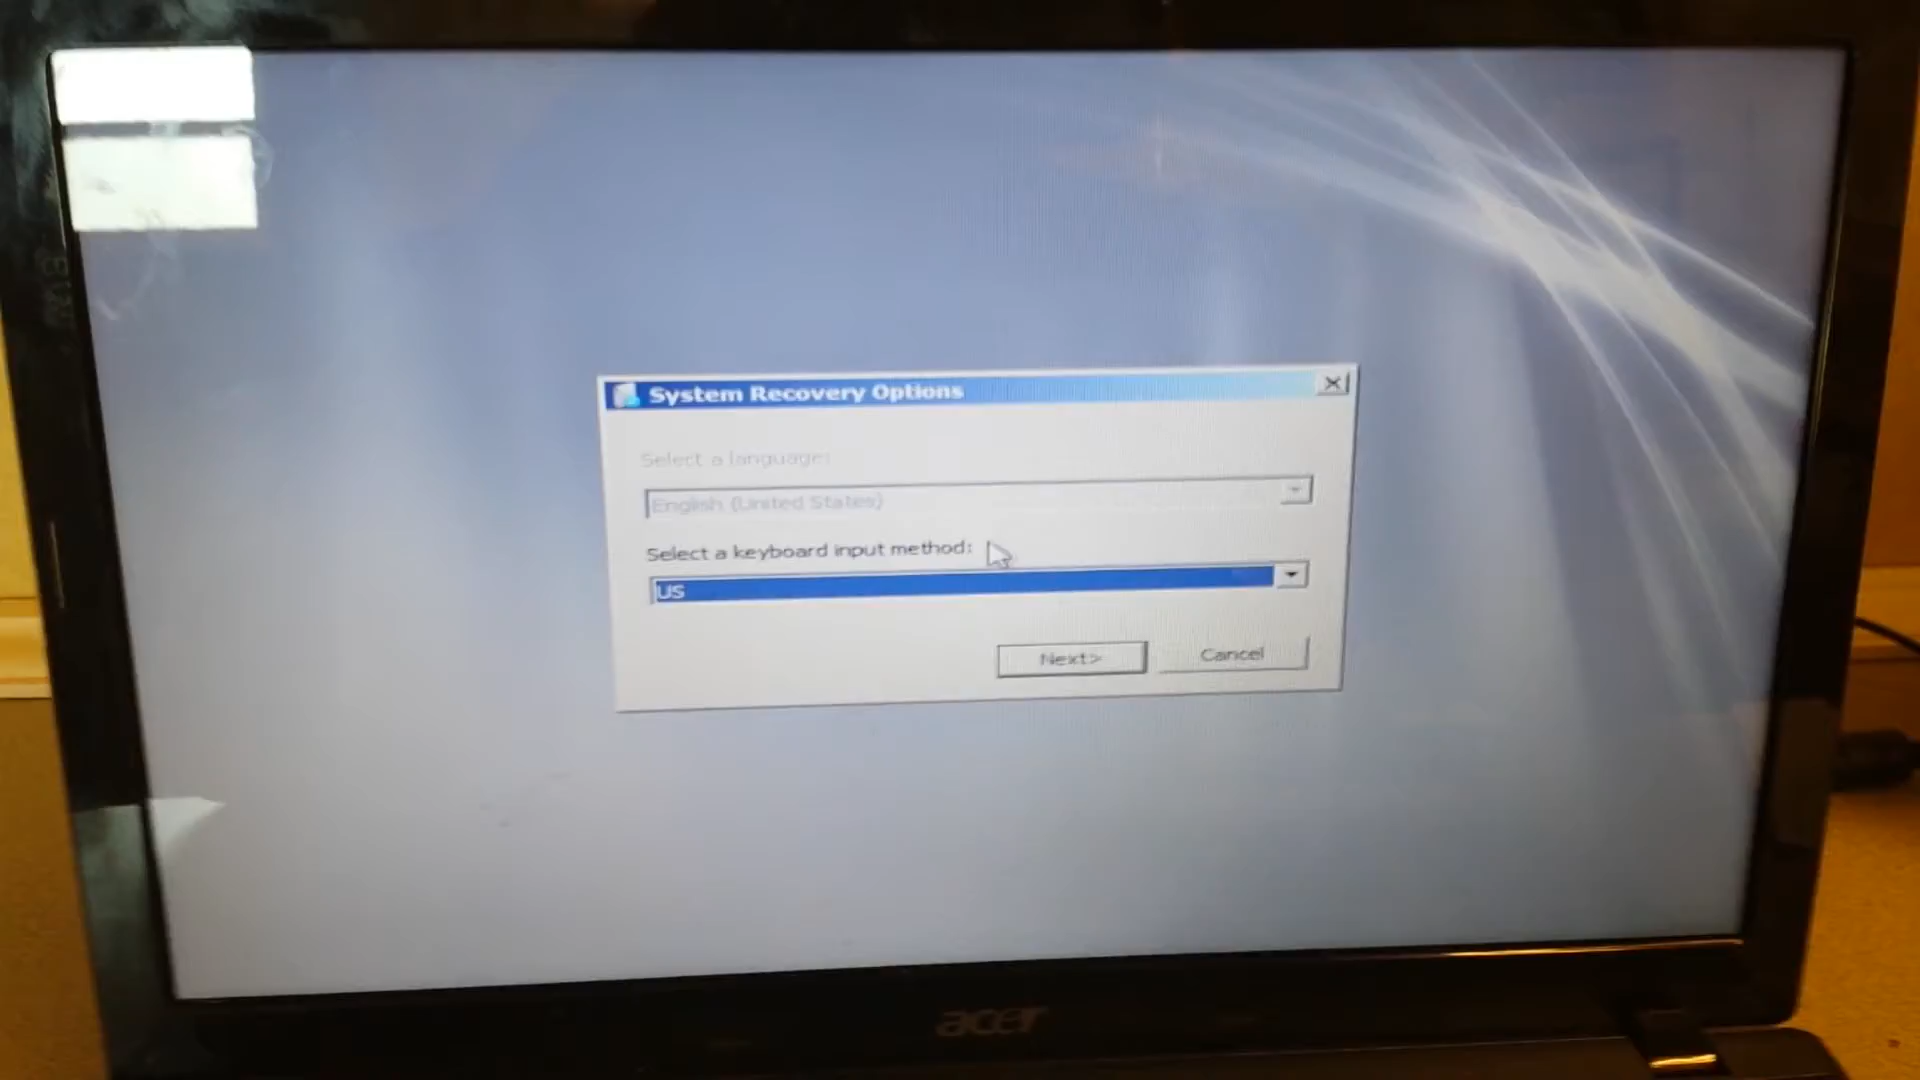 System Recovery Options
Select a language:
English (United States)
Select a keyboard input method:
US
Next>
Cancel
acer